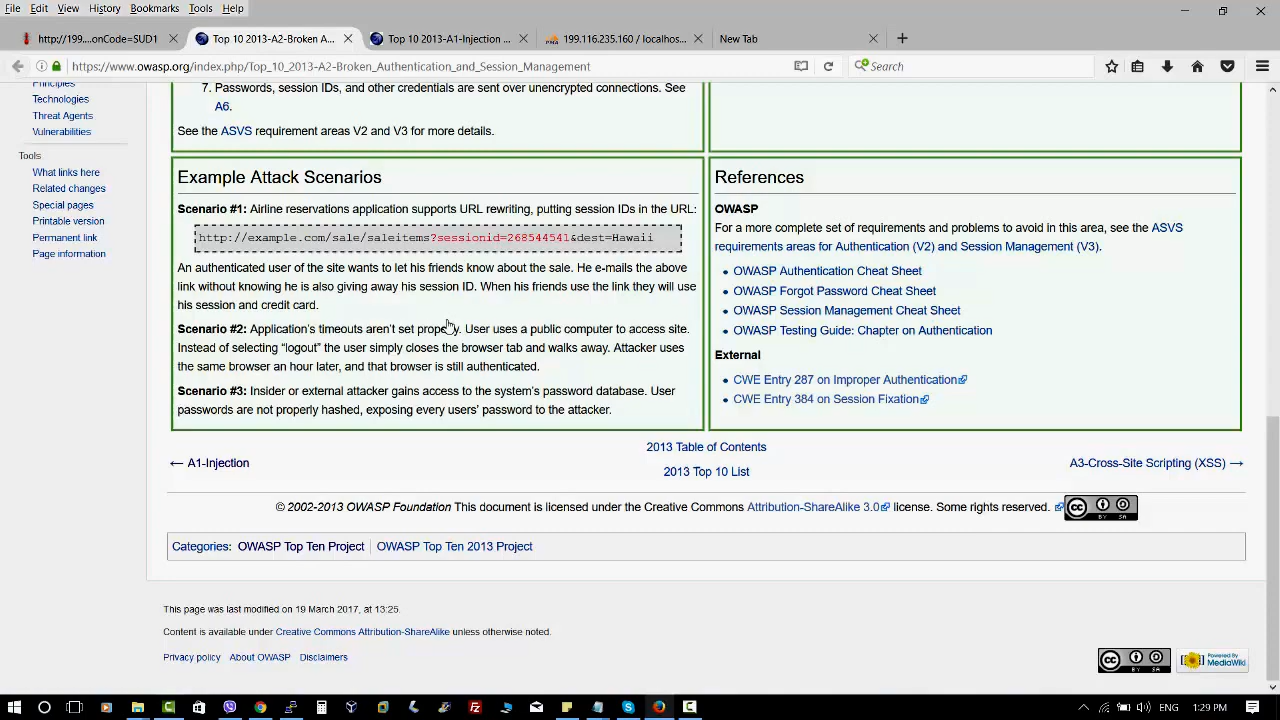 File Edit View History Bookmarks Tools Help
http://199....onCode=SUD1
Top 10 2013-A2-Broken A...
Top 10 2013-A1-Injection ...
PMA 199.116.235.160 / localhos...
New Tab
https://www.owasp.org/index.php/Top_10_2013-A2-Broken_Authentication_and_Session_Management
Search
Principles
Technologies
Threat Agents
Vulnerabilities
Tools
What links here
Related changes
Special pages
Printable version
Permanent link
Page information
7. Passwords, session IDs, and other credentials are sent over unencrypted connections. See
A6.
See the ASVS requirement areas V2 and V3 for more details.
Example Attack Scenarios
Scenario #1: Airline reservations application supports URL rewriting, putting session IDs in the URL:
http://example.com/sale/saleitems?sessionid=268544541&dest=Hawaii
An authenticated user of the site wants to let his friends know about the sale. He e-mails the above
link without knowing he is also giving away his session ID. When his friends use the link they will use
his session and credit card.
Scenario #2: Application's timeouts aren't set properly. User uses a public computer to access site.
Instead of selecting “logout” the user simply closes the browser tab and walks away. Attacker uses
the same browser an hour later, and that browser is still authenticated.
Scenario #3: Insider or external attacker gains access to the system's password database. User
passwords are not properly hashed, exposing every users' password to the attacker.
References
OWASP
For a more complete set of requirements and problems to avoid in this area, see the ASVS
requirements areas for Authentication (V2) and Session Management (V3).
• OWASP Authentication Cheat Sheet
• OWASP Forgot Password Cheat Sheet
• OWASP Session Management Cheat Sheet
• OWASP Testing Guide: Chapter on Authentication
External
• CWE Entry 287 on Improper Authentication
• CWE Entry 384 on Session Fixation
← A1-Injection
2013 Table of Contents
2013 Top 10 List
A3-Cross-Site Scripting (XSS) →
© 2002-2013 OWASP Foundation This document is licensed under the Creative Commons Attribution-ShareAlike 3.0 license. Some rights reserved.
cc BY SA
Categories: OWASP Top Ten Project | OWASP Top Ten 2013 Project
This page was last modified on 19 March 2017, at 13:25.
Content is available under Creative Commons Attribution-ShareAlike unless otherwise noted.
Privacy policy About OWASP Disclaimers
cc BY SA
Powered By MediaWiki
ENG 1:29 PM